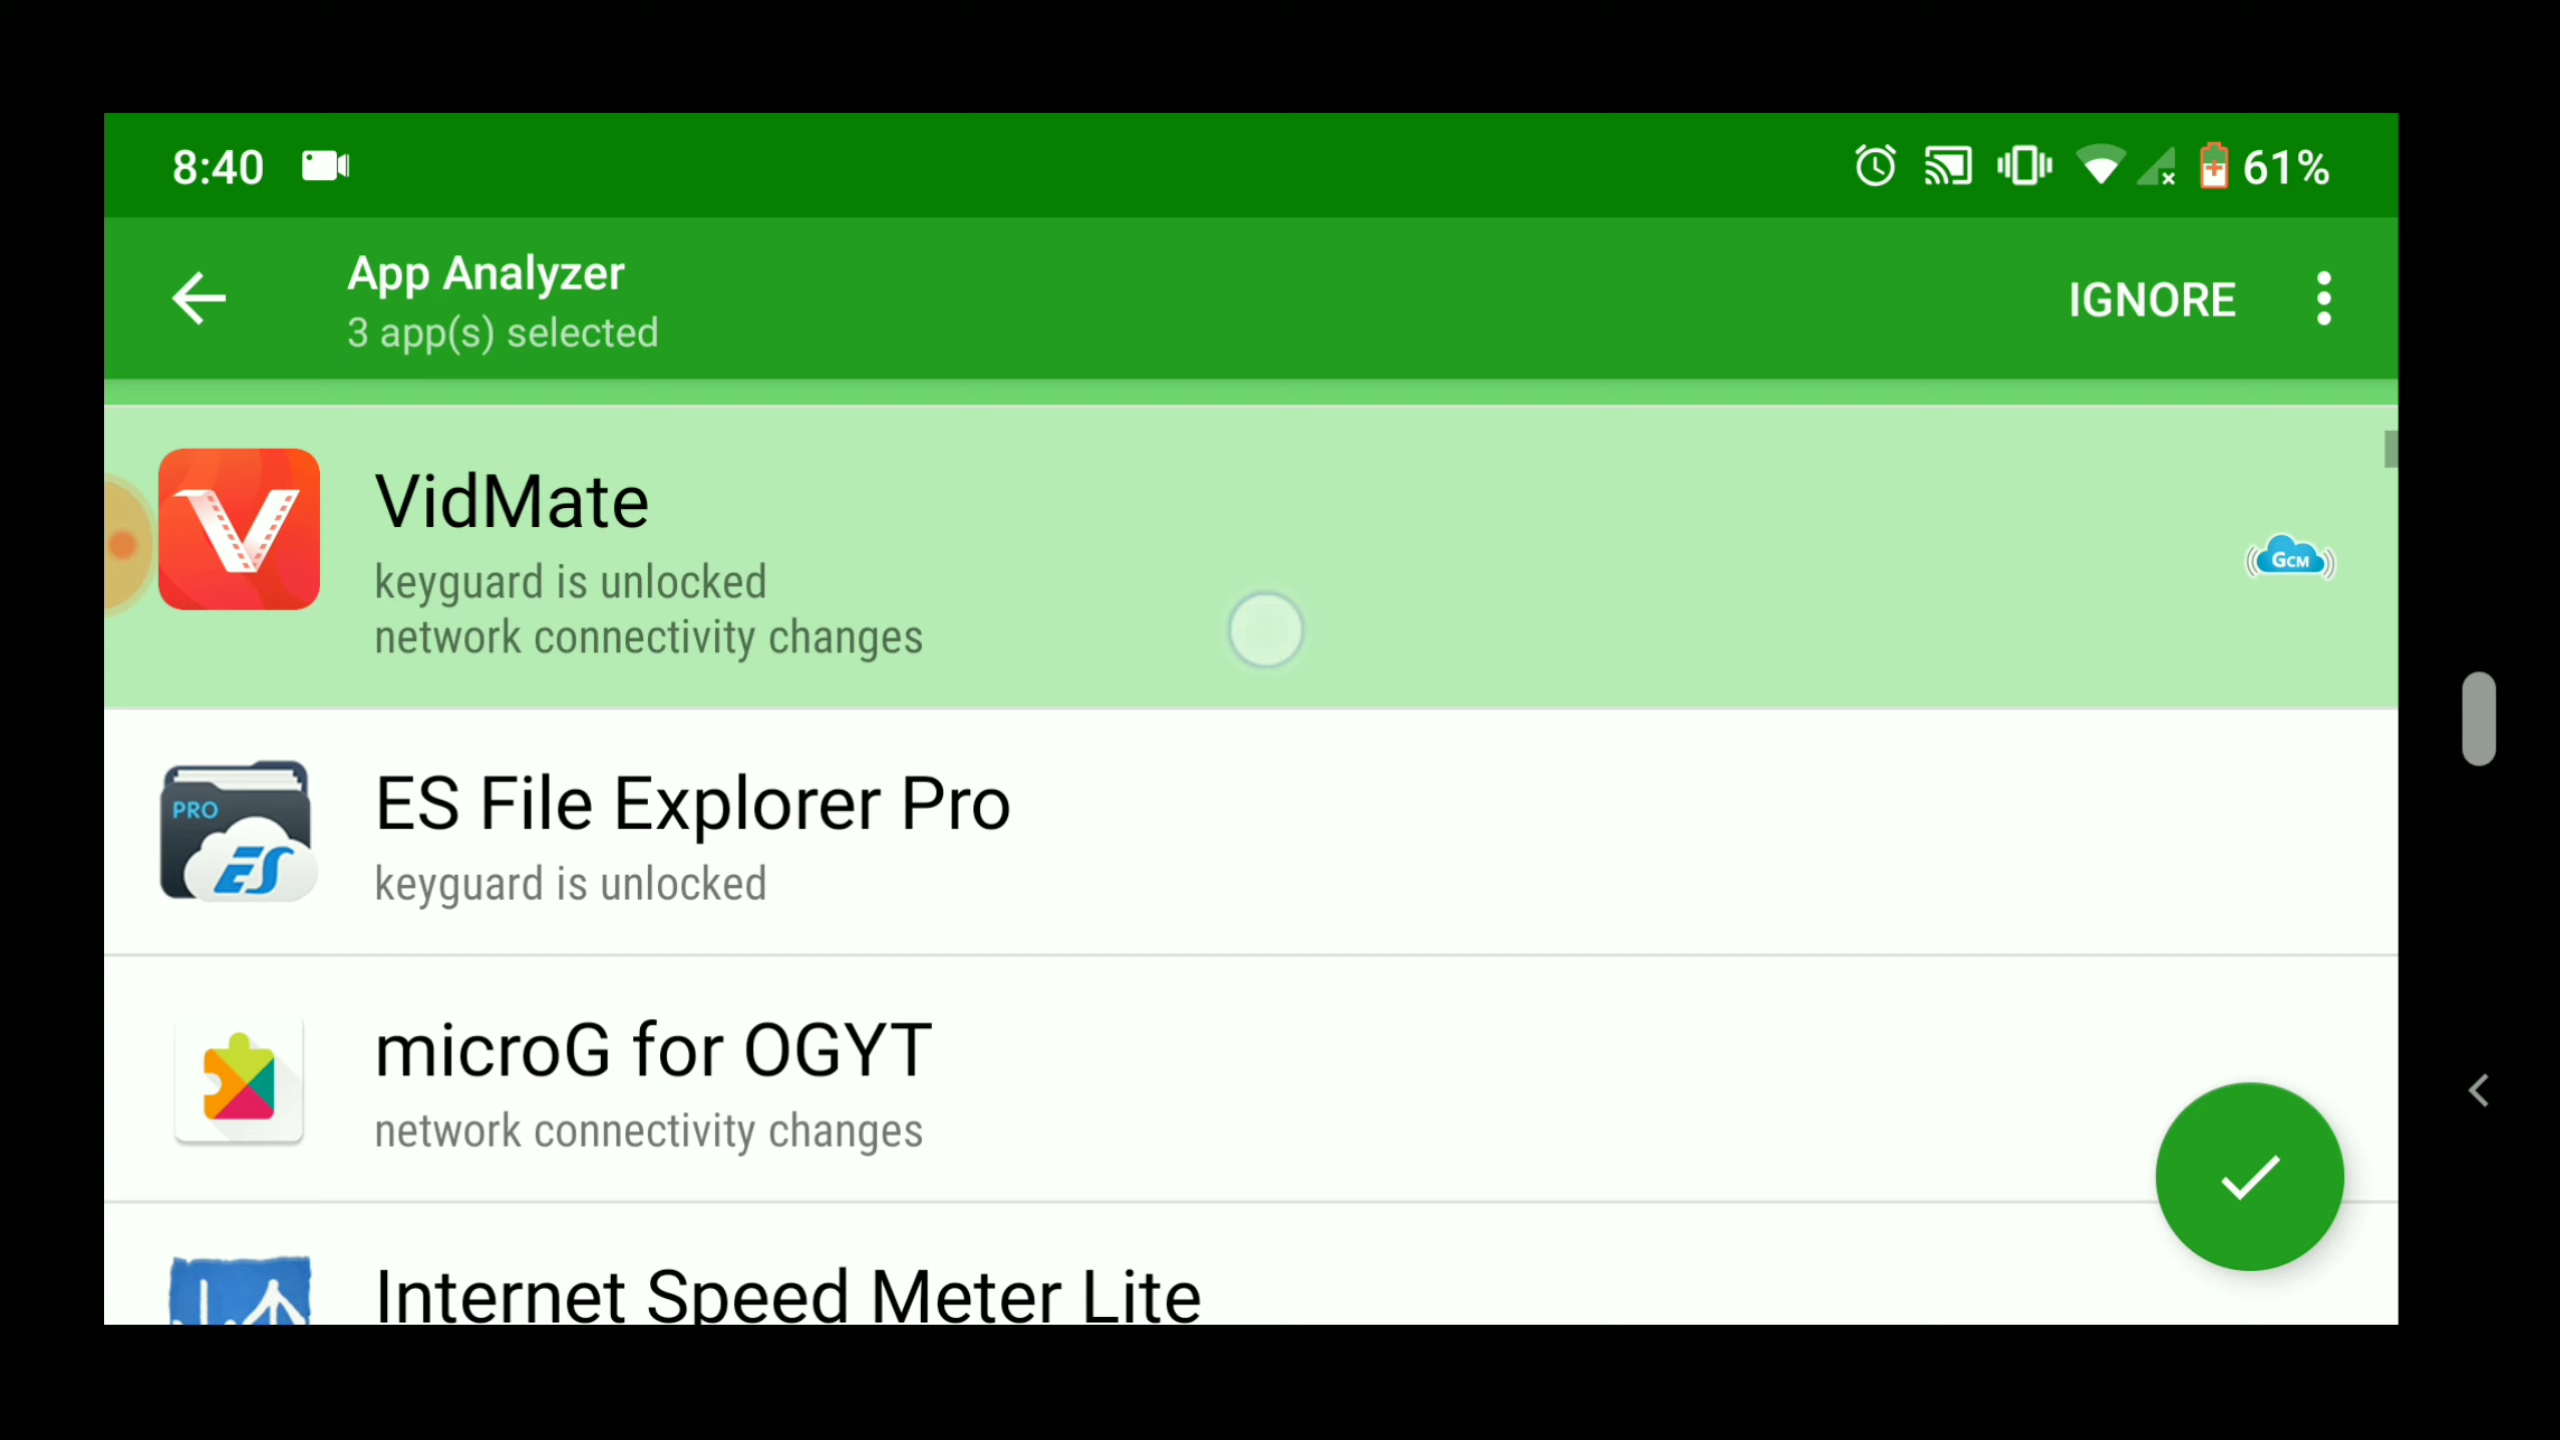 8:40
61%
App Analyzer
3 app(s) selected
IGNORE
VidMate
keyguard is unlocked
network connectivity changes
GCM
PRO
ES
ES File Explorer Pro
keyguard is unlocked
microG for OGYT
network connectivity changes
Internet Speed Meter Lite